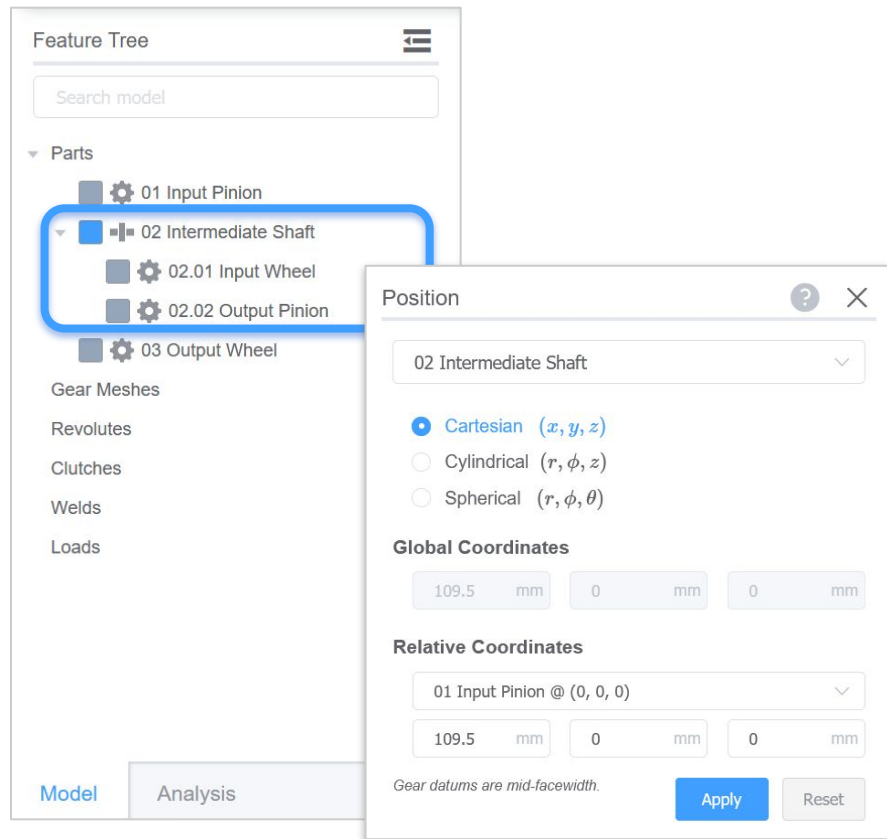 Feature Tree
Search model
Parts
01 Input Pinion
02 Intermediate Shaft
02.01 Input Wheel
02.02 Output Pinion
03 Output Wheel
Gear Meshes
Revolutes
Clutches
Welds
Loads
Model Analysis
Position ?
02 Intermediate Shaft
Cartesian (x, y, z)
Cylindrical (r, ϕ, z)
Spherical (r, ϕ, θ)
Global Coordinates
109.5 mm 0 mm 0 mm
Relative Coordinates
01 Input Pinion @ (0, 0, 0)
109.5 mm 0 mm 0 mm
Gear datums are mid-facewidth.
Apply Reset